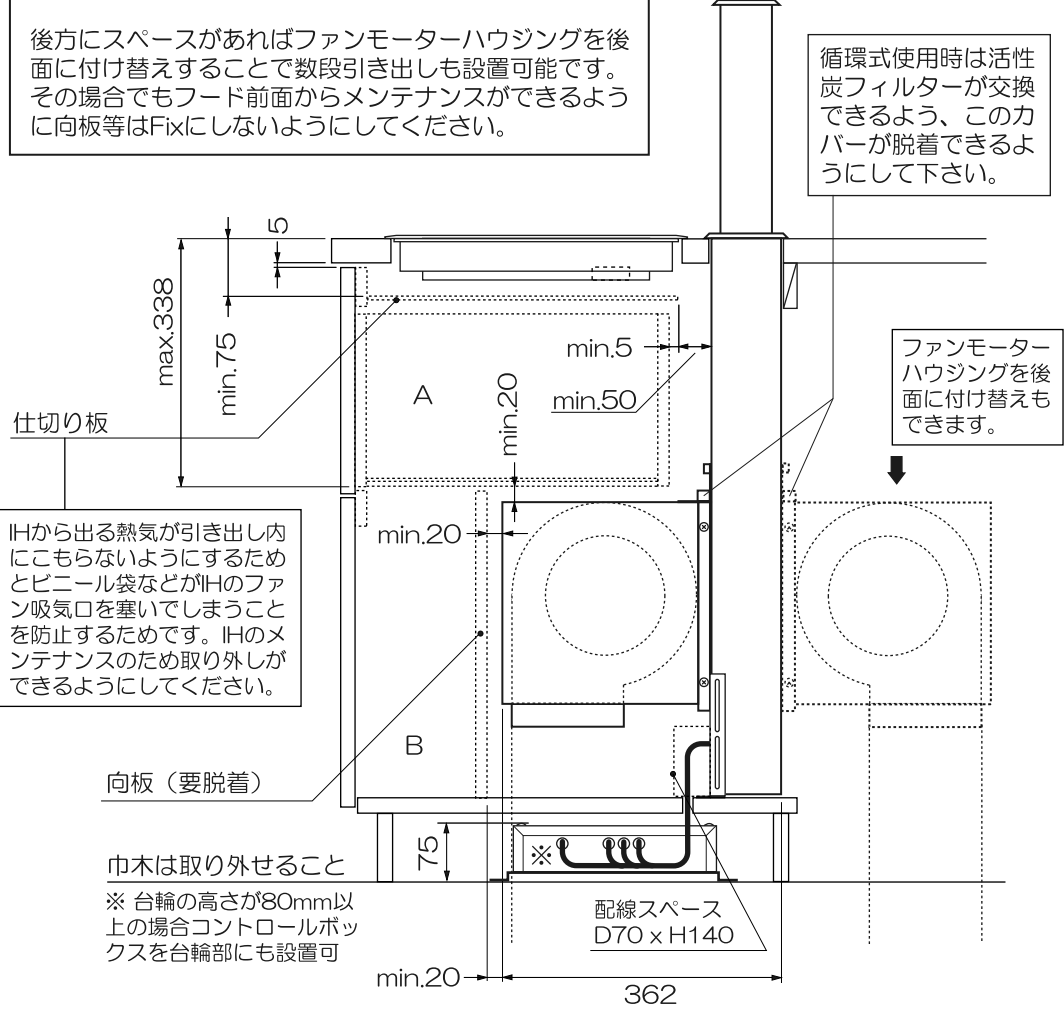 後方にスペースがあればファンモーターハウジングを後
面に付け替えすることで数段引き出しも設置可能です。
その場合でもフード前面からメンテナンスができるよう
に向板等はFixにしないようにしてください。
循環式使用時は活性
炭フィルターが交換
できるよう、このカ
バーが脱着できるよ
うにして下さい。
5
max.338
min.75
min.5
min.50
A
min.20
ファンモーター
ハウジングを後
面に付け替えも
できます。
仕切り板
IHから出る熱気が引き出し内
にこもらないようにするため
とビニール袋などがIHのファ
ン吸気口を塞いでしまうこと
を防止するためです。IHのメ
ンテナンスのため取り外しが
できるようにしてください。
min.20
B
向板（要脱着）
75
※
巾木は取り外せること
※ 台輪の高さが80mm以
上の場合コントロールボッ
クスを台輪部にも設置可
配線スペース
D70 x H140
min.20
362